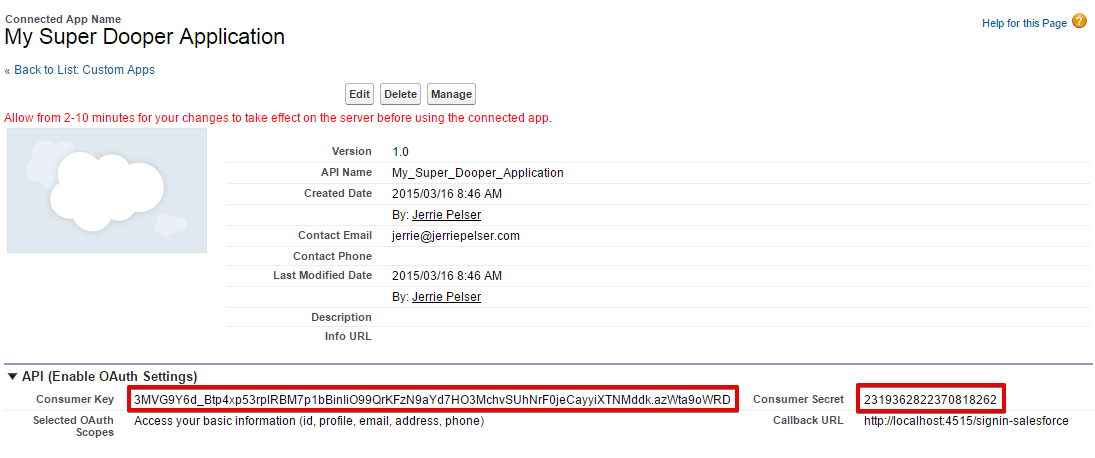 Connected App Name
My Super Dooper Application
Help for this Page ?
« Back to List: Custom Apps
Edit Delete Manage
Allow from 2-10 minutes for your changes to take effect on the server before using the connected app.
Version 1.0
API Name My_Super_Dooper_Application
Created Date 2015/03/16 8:46 AM
By: Jerrie Pelser
Contact Email jerrie@jerriepelser.com
Contact Phone
Last Modified Date 2015/03/16 8:46 AM
By: Jerrie Pelser
Description
Info URL
API (Enable OAuth Settings)
Consumer Key 3MVG9Y6d_Btp4xp53rpIRBM7p1bBinIiO99QrKFzN9aYd7HO3MchvSUhNrF0jeCayyiXTNMddk.azWta9oWRD Consumer Secret 2319362822370818262
Selected OAuth Scopes Access your basic information (id, profile, email, address, phone) Callback URL http://localhost:4515/signin-salesforce